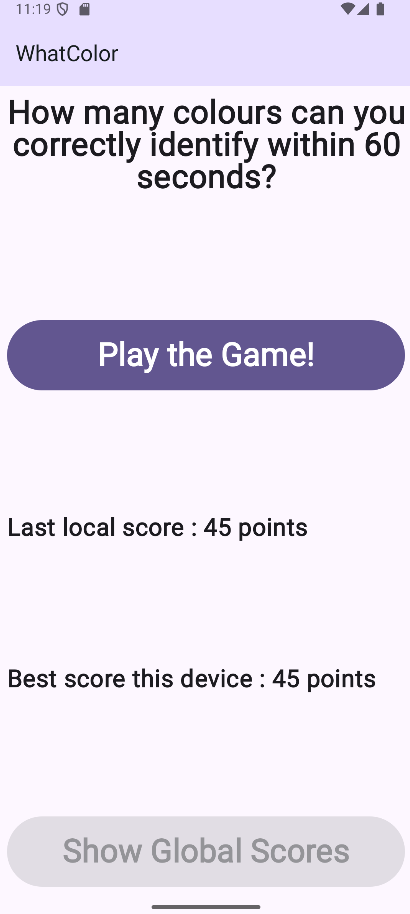 11:19
WhatColor
How many colours can you
correctly identify within 60
seconds?
Play the Game!
Last local score : 45 points
Best score this device : 45 points
Show Global Scores